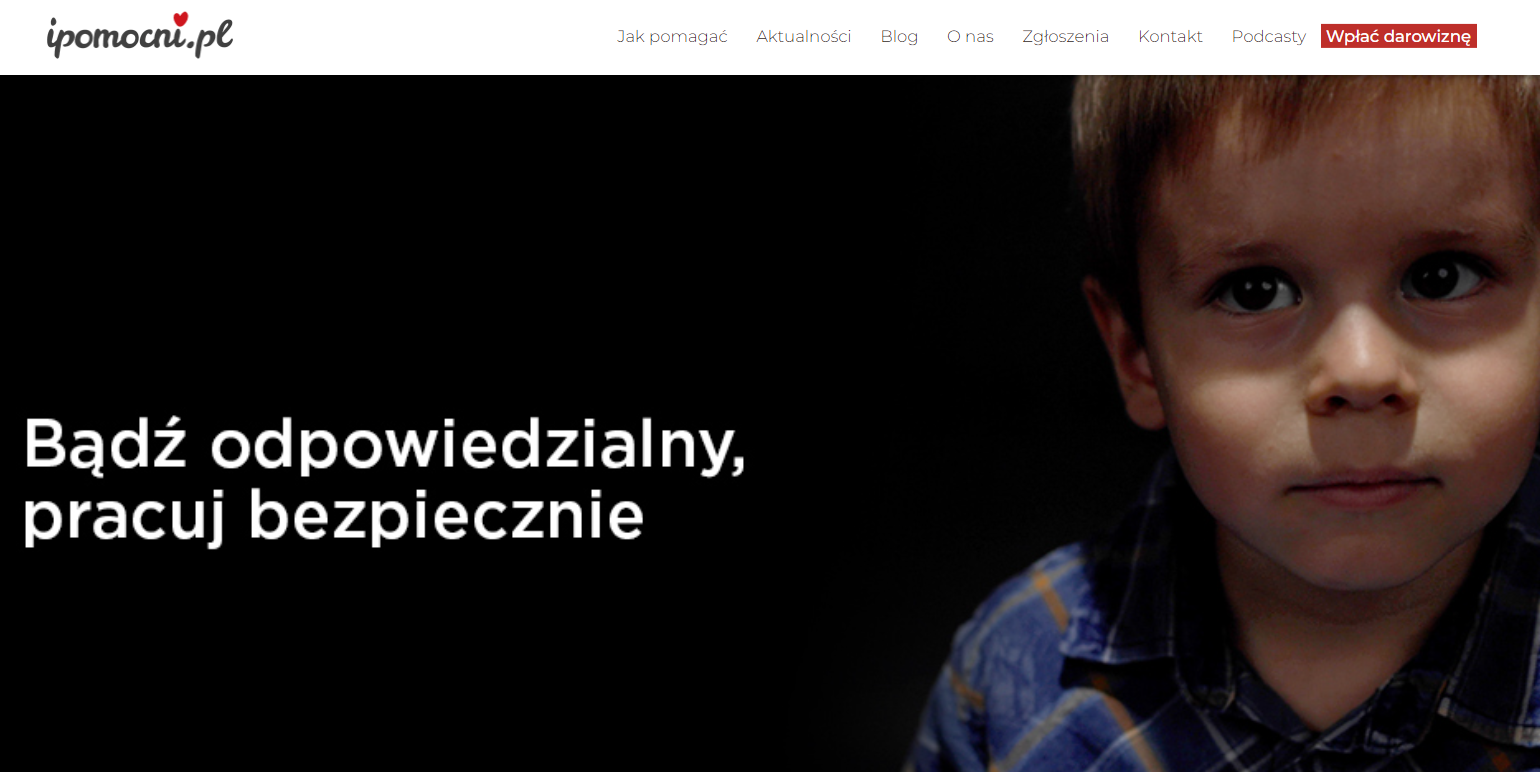 ipomocni.pl
Jak pomagać Aktualności Blog O nas Zgłoszenia Kontakt Podcasty Wpłać darowiznę
Bądź odpowiedzialny,
pracuj bezpiecznie